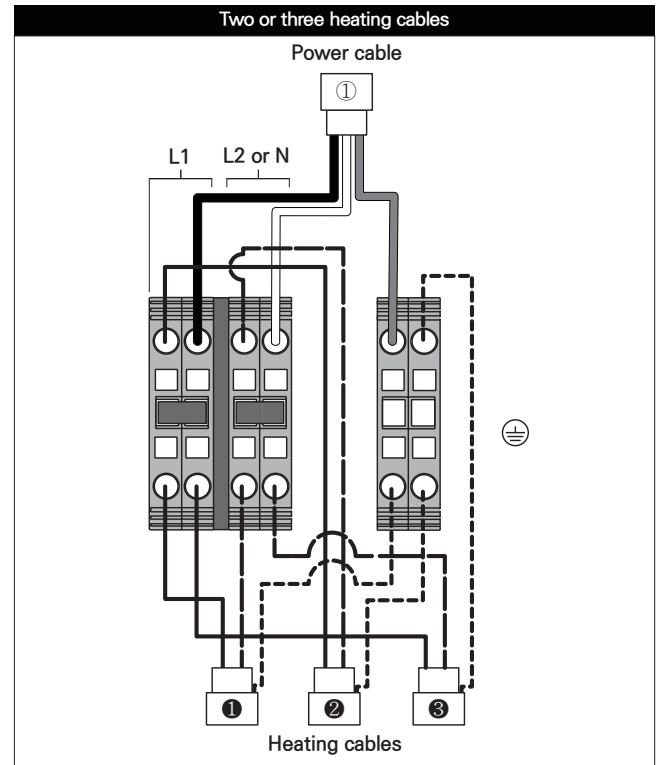 Two or three heating cables
Power cable
①
L1 L2 or N
❶ ❷ ❸
Heating cables